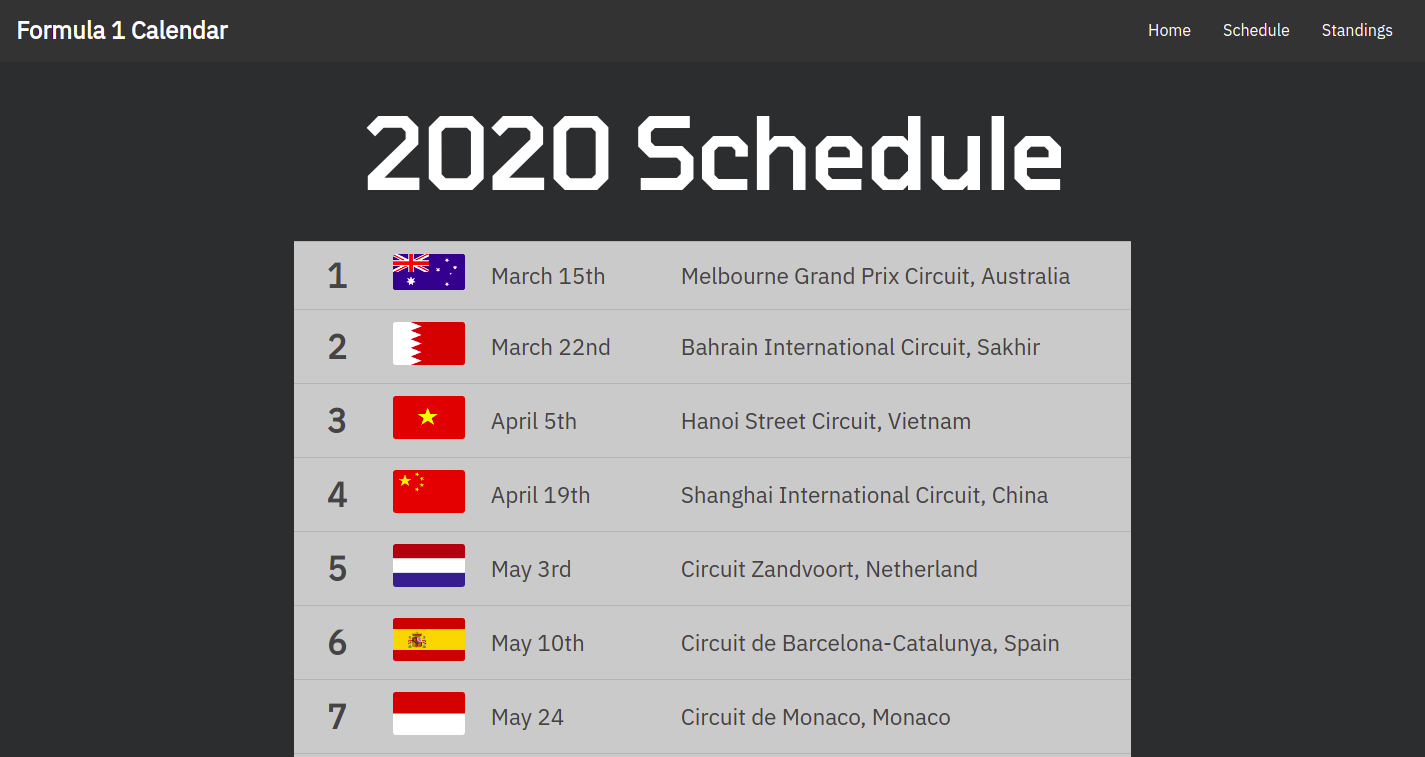 Formula 1 Calendar
Home Schedule Standings
2020 Schedule
1 March 15th Melbourne Grand Prix Circuit, Australia
2 March 22nd Bahrain International Circuit, Sakhir
3 April 5th Hanoi Street Circuit, Vietnam
4 April 19th Shanghai International Circuit, China
5 May 3rd Circuit Zandvoort, Netherland
6 May 10th Circuit de Barcelona-Catalunya, Spain
7 May 24 Circuit de Monaco, Monaco